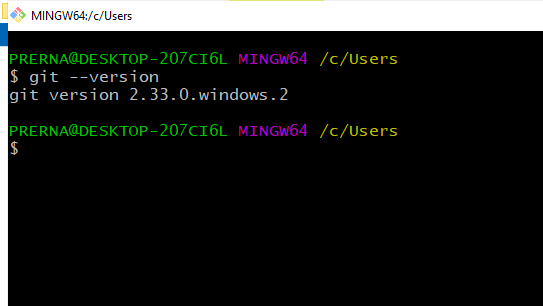 MINGW64:/c/Users
PRERNA@DESKTOP-207CI6L MINGW64 /c/Users
$ git --version
git version 2.33.0.windows.2
PRERNA@DESKTOP-207CI6L MINGW64 /c/Users
$